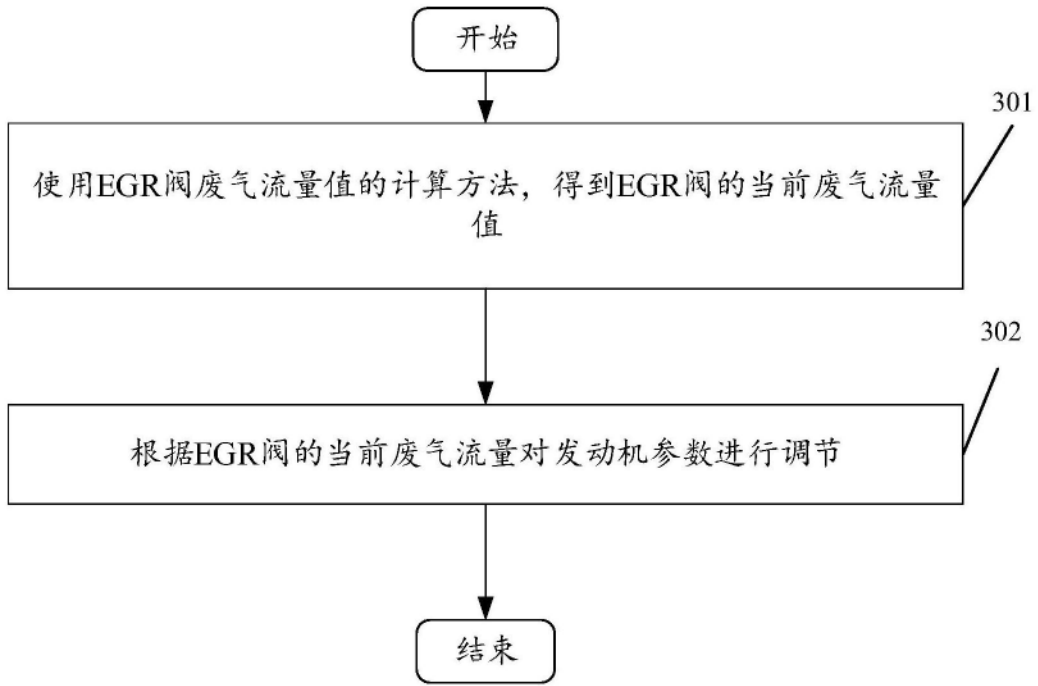 开始
301
使用EGR阀废气流量值的计算方法，得到EGR阀的当前废气流量
值
302
根据EGR阀的当前废气流量对发动机参数进行调节
结束